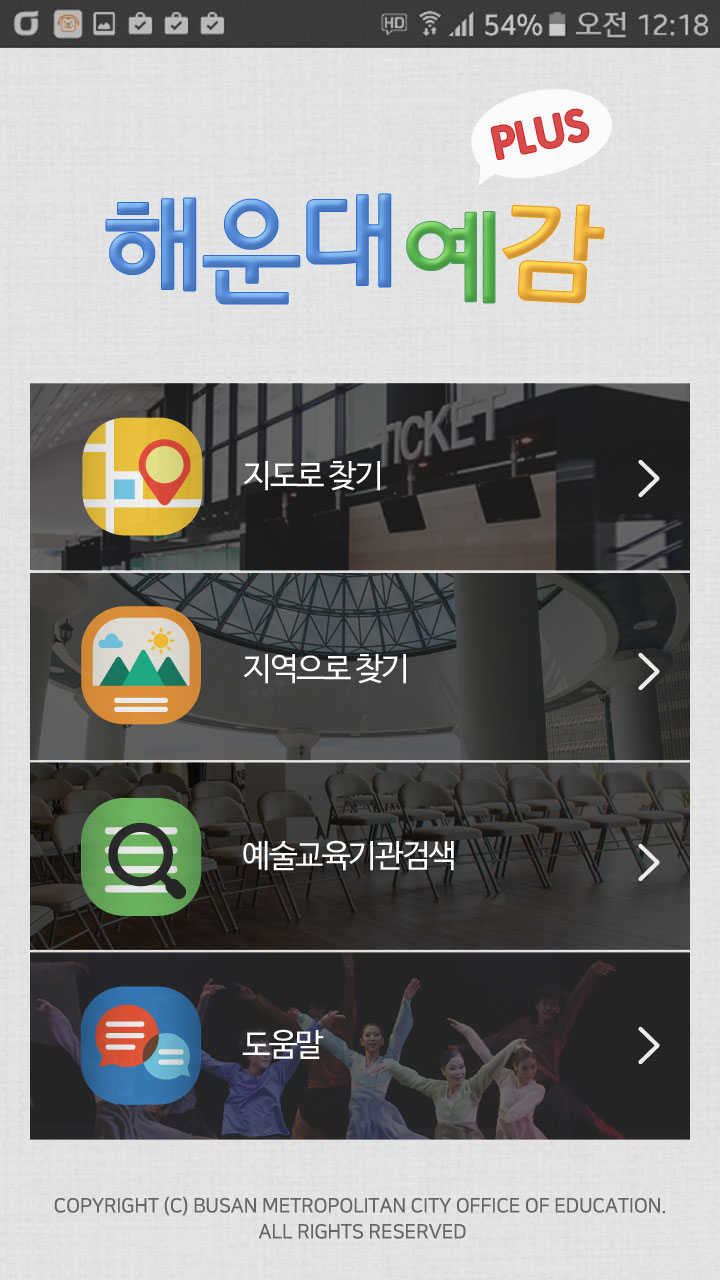 HD 54% 오전 12:18
PLUS
해운대예감
TICKET
지도로 찾기
지역으로 찾기
예술교육기관검색
도움말
COPYRIGHT (C) BUSAN METROPOLITAN CITY OFFICE OF EDUCATION.
ALL RIGHTS RESERVED